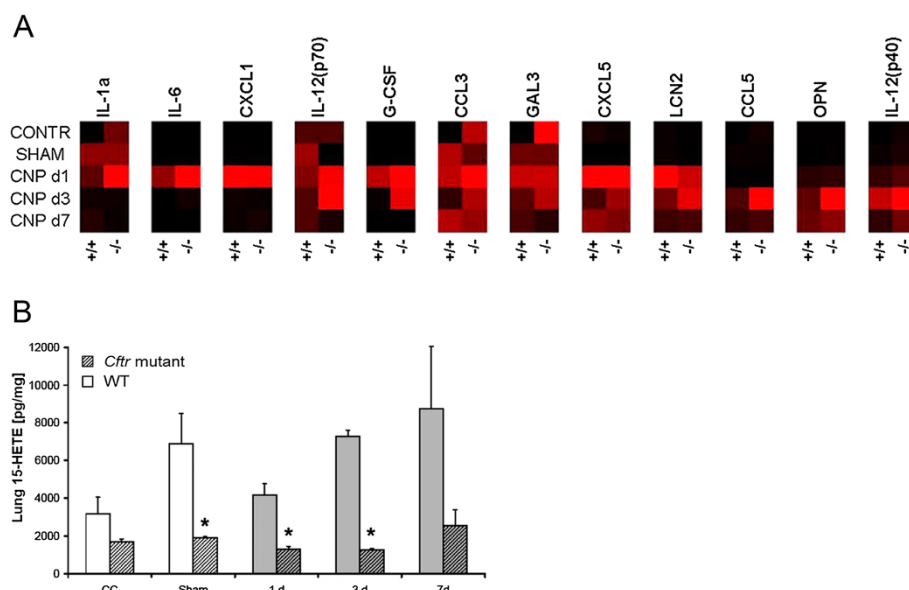 A
IL-1a IL-6 CXCL1 IL-12(p70) G-CSF CCL3 GAL3 CXCL5 LCN2 CCL5 OPN IL-12(p40)
CONTR
SHAM
CNP d1
CNP d3
CNP d7
+/+ -/- +/+ -/- +/+ -/- +/+ -/- +/+ -/- +/+ -/- +/+ -/- +/+ -/- +/+ -/- +/+ -/- +/+ -/- +/+ -/-
B
Lung 15-HETE [pg/mg]
12000
10000
8000
6000
4000
2000
0
Cftr mutant
WT
* * *
CC Sham 1 d 3 d 7d